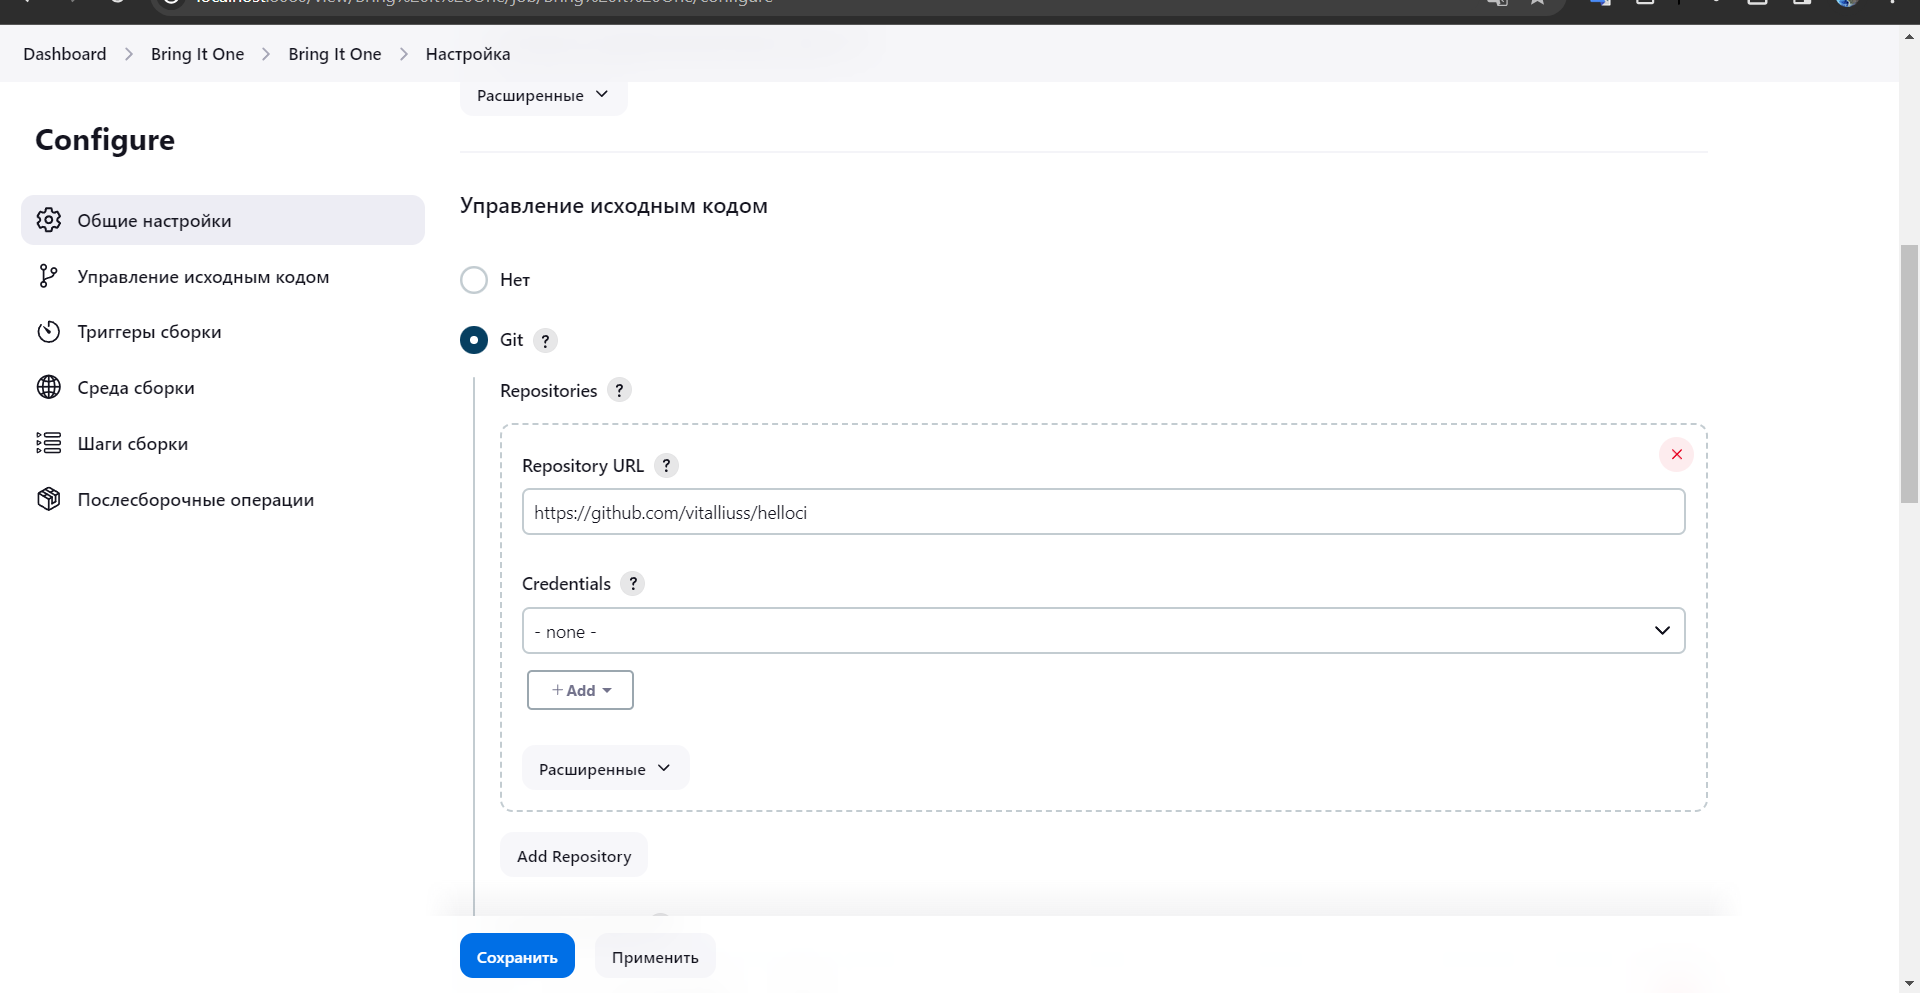 Dashboard > Bring It One > Bring It One > Настройка
Расширенные
Configure
Общие настройки
Управление исходным кодом
Триггеры сборки
Среда сборки
Шаги сборки
Послесборочные операции
Управление исходным кодом
Нет
Git ?
Repositories ?
Repository URL ?
https://github.com/vitalliuss/helloci
Credentials ?
- none -
+ Add
Расширенные
Add Repository
Сохранить
Применить